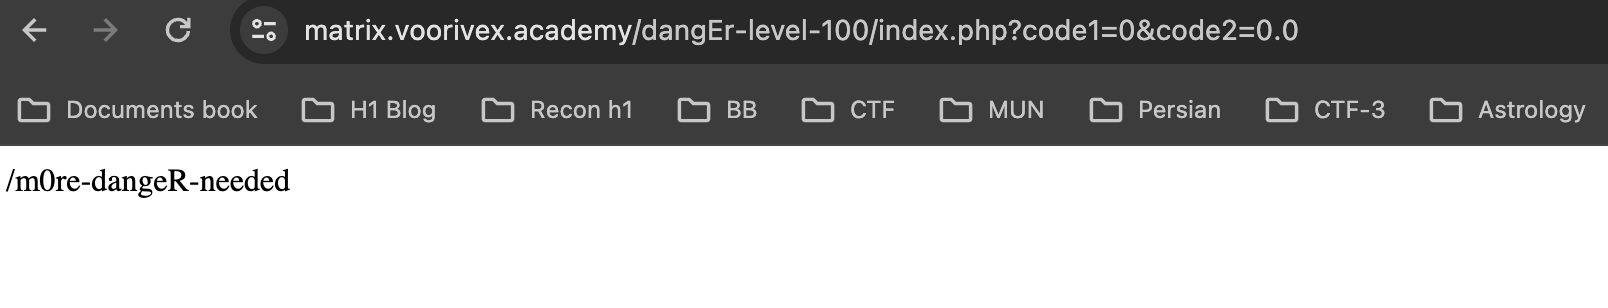 matrix.voorivex.academy/dangEr-level-100/index.php?code1=0&code2=0.0
Documents book H1 Blog Recon h1 BB CTF MUN Persian CTF-3 Astrology
/m0re-dangeR-needed